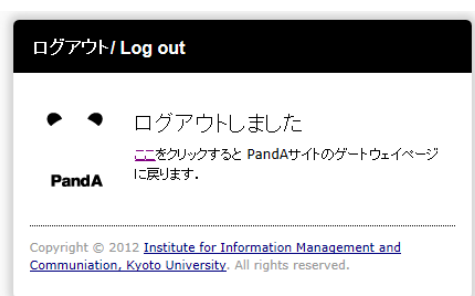 ログアウト/ Log out
ログアウトしました
ここをクリックすると PandAサイトのゲートウェイページ
に戻ります.
PandA
Copyright © 2012 Institute for Information Management and
Communiation, Kyoto University. All rights reserved.